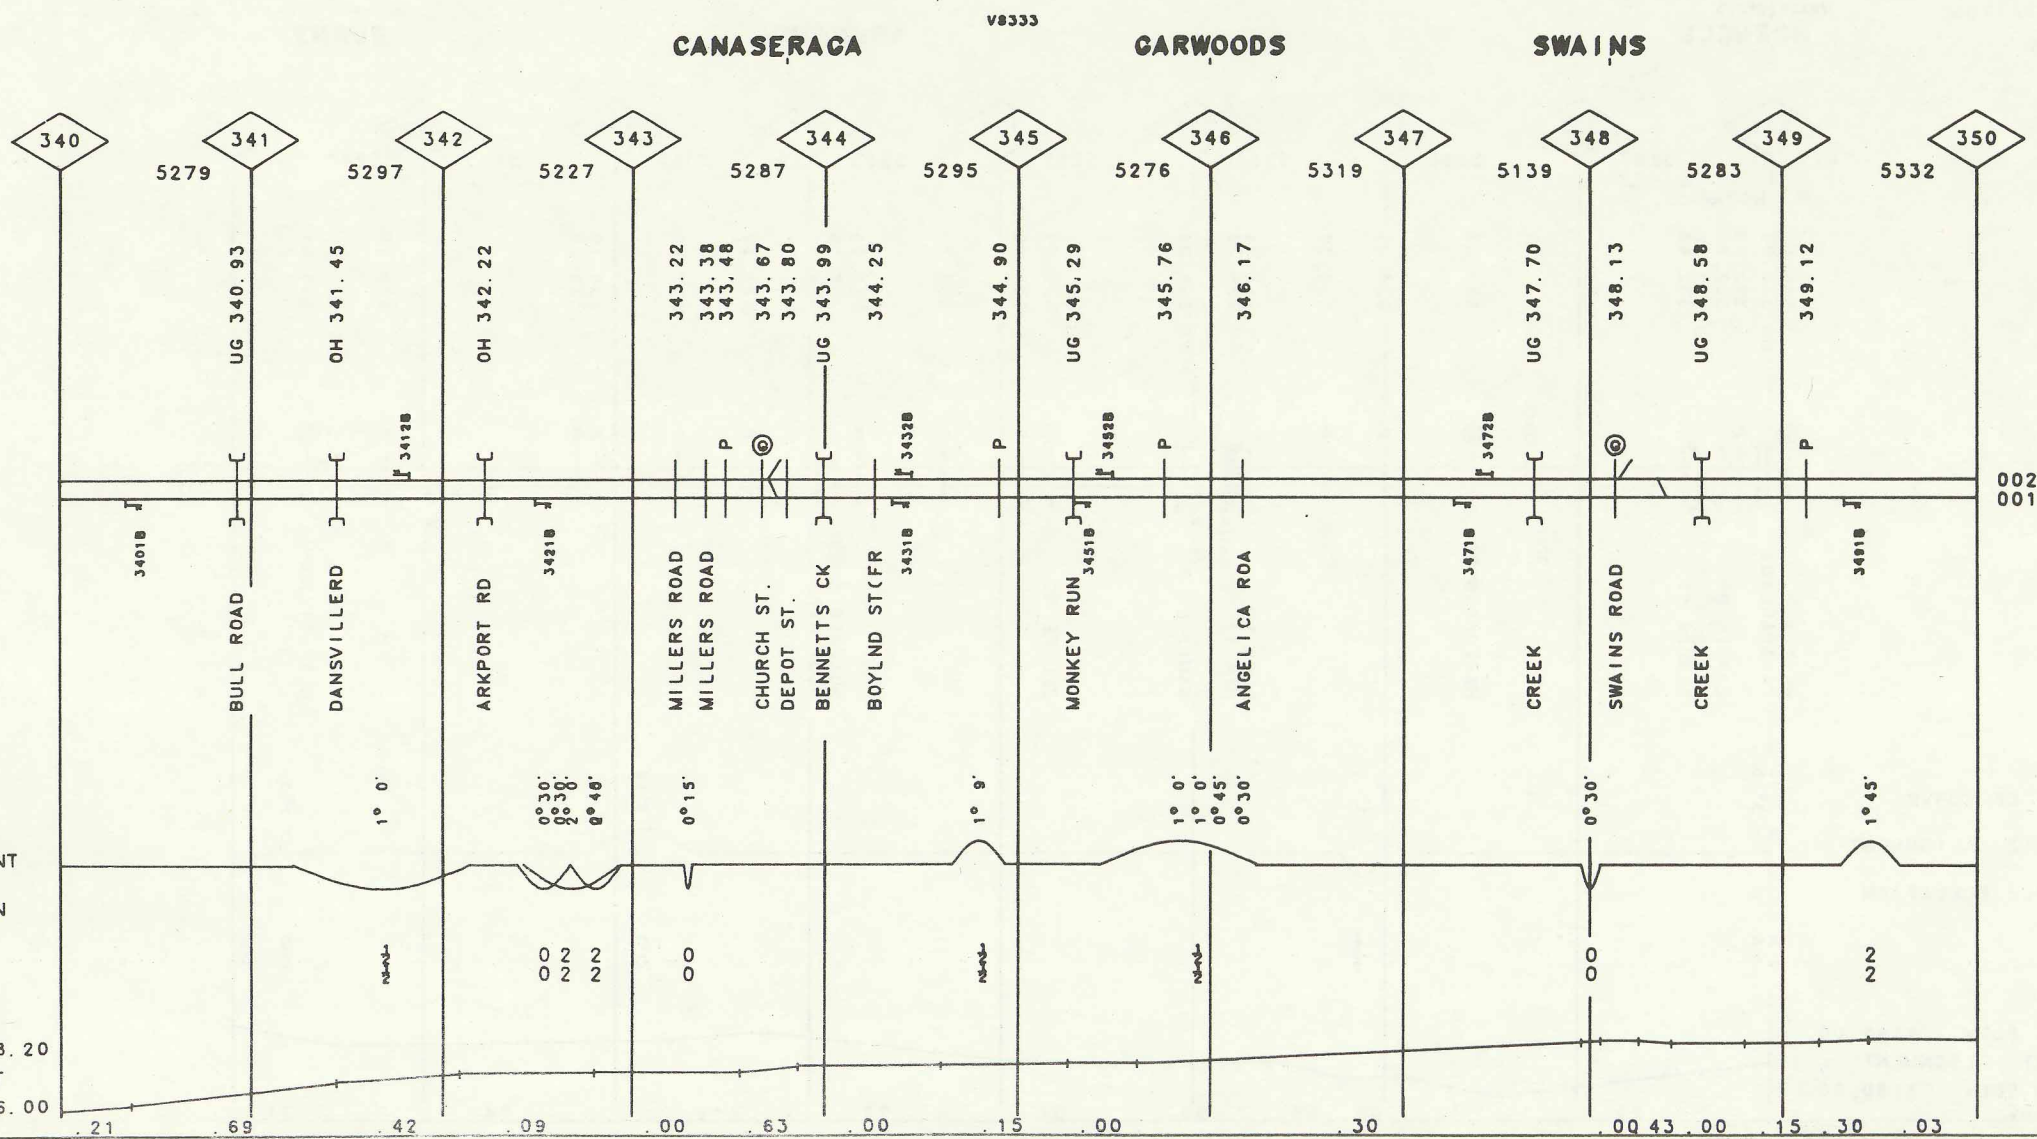 V8333
CANASERAGA GARWOODS SWAINS
340 341 342 343 344 345 346 347 348 349 350
5279 5297 5227 5287 5295 5276 5319 5139 5283 5332
UG 340.93
OH 341.45
OH 342.22
343.22
343.38
343.48
343.67
343.80
UG 343.99
344.25
344.90
UG 345.29
345.76
346.17
UG 347.70
348.13
UG 348.58
349.12
3412B
3432B
3452B
3472B
P
C
P
P
C
P
002
001
3401B
3421B
3431B
3451B
3471B
3491B
BULL ROAD
DANSVILLERD
ARKPORT RD
MILLERS ROAD
MILLERS ROAD
CHURCH ST.
DEPOT ST.
BENNETTS CK
BOYLND ST(FR
MONKEY RUN
ANGELICA ROA
CREEK
SWAINS ROAD
CREEK
1° 0'
0°30'
0°30'
2° 0'
0°15'
1° 9'
1° 0'
1° 0'
0°45'
0°30'
0°30'
1°45'
NT
N
0 2 2 0 0 2
0 2 2 0 0 2
8.20
6.00
.21 .69 .42 .09 .00 .63 .00 .15 .00 .30 .00 43 .00 .15 .30 .03